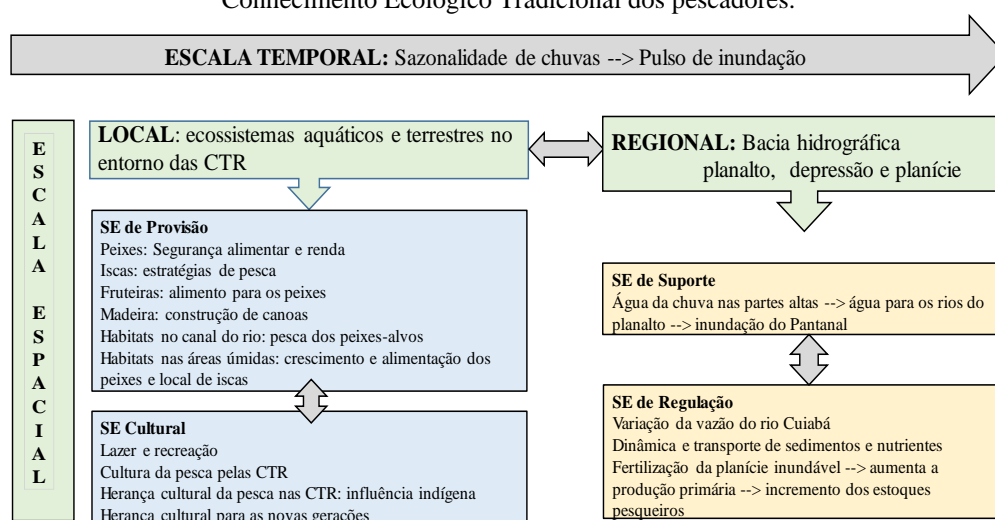 Conhecimento Ecológico Tradicional dos pescadores.
ESCALA TEMPORAL: Sazonalidade de chuvas --> Pulso de inundação
E
S
C
A
L
A
E
S
P
A
C
I
A
L
LOCAL: ecossistemas aquáticos e terrestres no
entorno das CTR
SE de Provisão
Peixes: Segurança alimentar e renda
Iscas: estratégias de pesca
Fruteiras: alimento para os peixes
Madeira: construção de canoas
Habitats no canal do rio: pesca dos peixes-alvos
Habitats nas áreas úmidas: crescimento e alimentação dos
peixes e local de iscas
SE Cultural
Lazer e recreação
Cultura da pesca pelas CTR
Herança cultural da pesca nas CTR: influência indígena
Herança cultural para as novas gerações
REGIONAL: Bacia hidrográfica
planalto, depressão e planície
SE de Suporte
Água da chuva nas partes altas --> água para os rios do
planalto --> inundação do Pantanal
SE de Regulação
Variação da vazão do rio Cuiabá
Dinâmica e transporte de sedimentos e nutrientes
Fertilização da planície inundável --> aumenta a
produção primária --> incremento dos estoques
pesqueiros